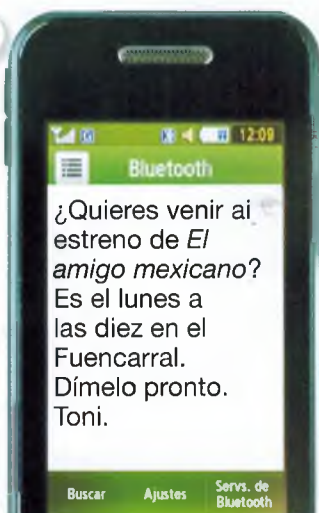 12:09
Bluetooth
¿Quieres venir ai
estreno de El
amigo mexicano?
Es el lunes a
las diez en el
Fuencarral.
Dímelo pronto.
Toni.
Buscar Ajustes Servs. de
Bluetooth